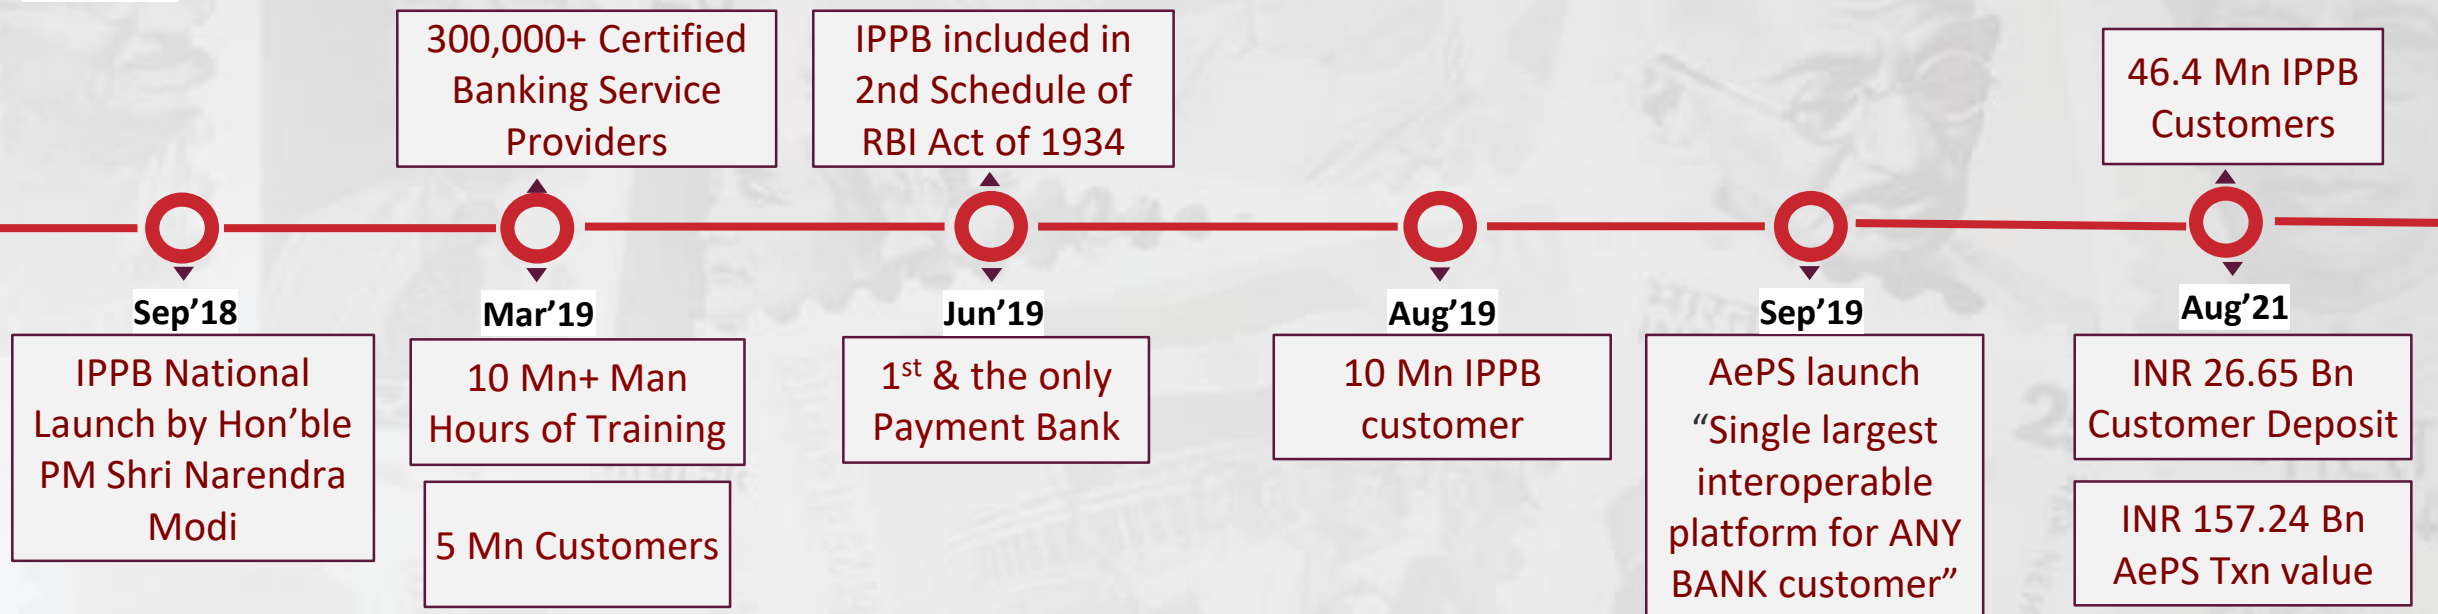 300,000+ Certified
Banking Service
Providers
IPPB included in
2nd Schedule of
RBI Act of 1934
46.4 Mn IPPB
Customers
Sep’18
Mar’19
Jun’19
Aug’19
Sep’19
Aug’21
IPPB National
Launch by Hon’ble
PM Shri Narendra
Modi
10 Mn+ Man
Hours of Training
5 Mn Customers
1st & the only
Payment Bank
10 Mn IPPB
customer
AePS launch
“Single largest
interoperable
platform for ANY
BANK customer”
INR 26.65 Bn
Customer Deposit
INR 157.24 Bn
AePS Txn value